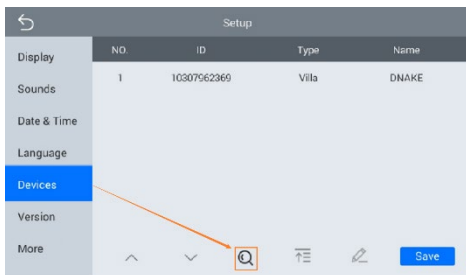 Setup
Display
Sounds
Date & Time
Language
Devices
Version
More
NO. ID Type Name
1 10307962369 Villa DNAKE
Save